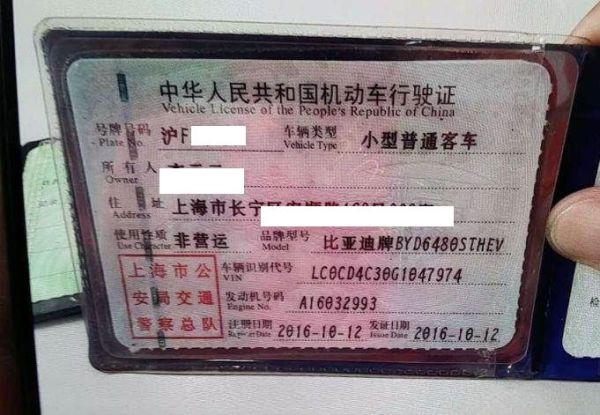 中华人民共和国机动车行驶证
Vehicle License of the People's Republic of China
号牌号码 沪F 车辆类型 小型普通客车
Plate No. Vehicle Type
所有人
Owner
住址 上海市长宁区
Address
使用性质 非营运 品牌型号 比亚迪牌BYD6480STHEV
Use Character Model
上海市公 车辆识别代号 LC0CD4C30G1047974
VIN
安局交通 发动机号码 A16032993
Engine No.
警察总队 注册日期 2016-10-12 发证日期 2016-10-12
Register Date Issue Date
检